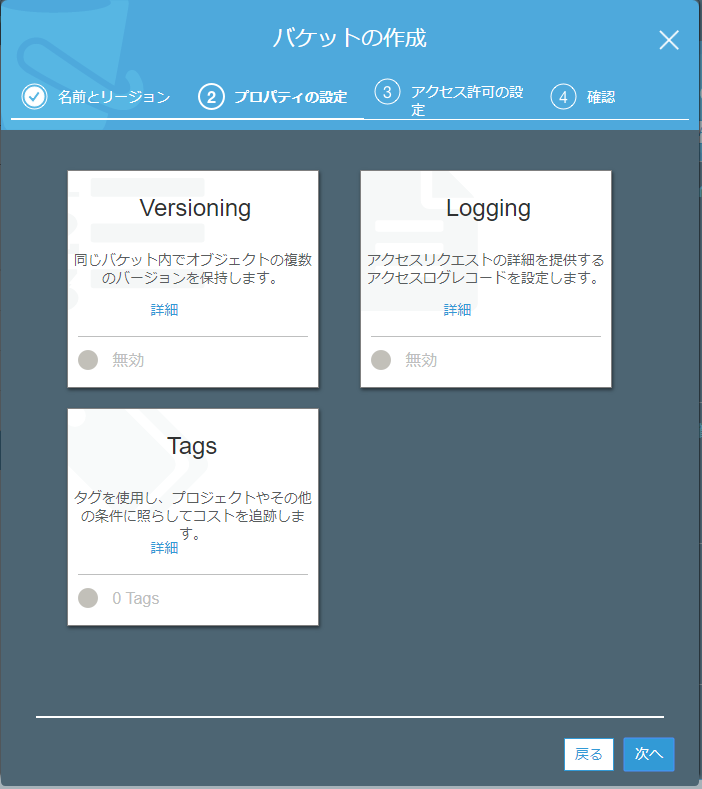 バケットの作成
名前とリージョン
2 プロパティの設定
3 アクセス許可の設
定
4 確認
Versioning
同じバケット内でオブジェクトの複数
のバージョンを保持します。
詳細
無効
Logging
アクセスリクエストの詳細を提供する
アクセスログレコードを設定します。
詳細
無効
Tags
タグを使用し、プロジェクトやその他
の条件に照らしてコストを追跡しま
す。
詳細
0 Tags
戻る
次へ